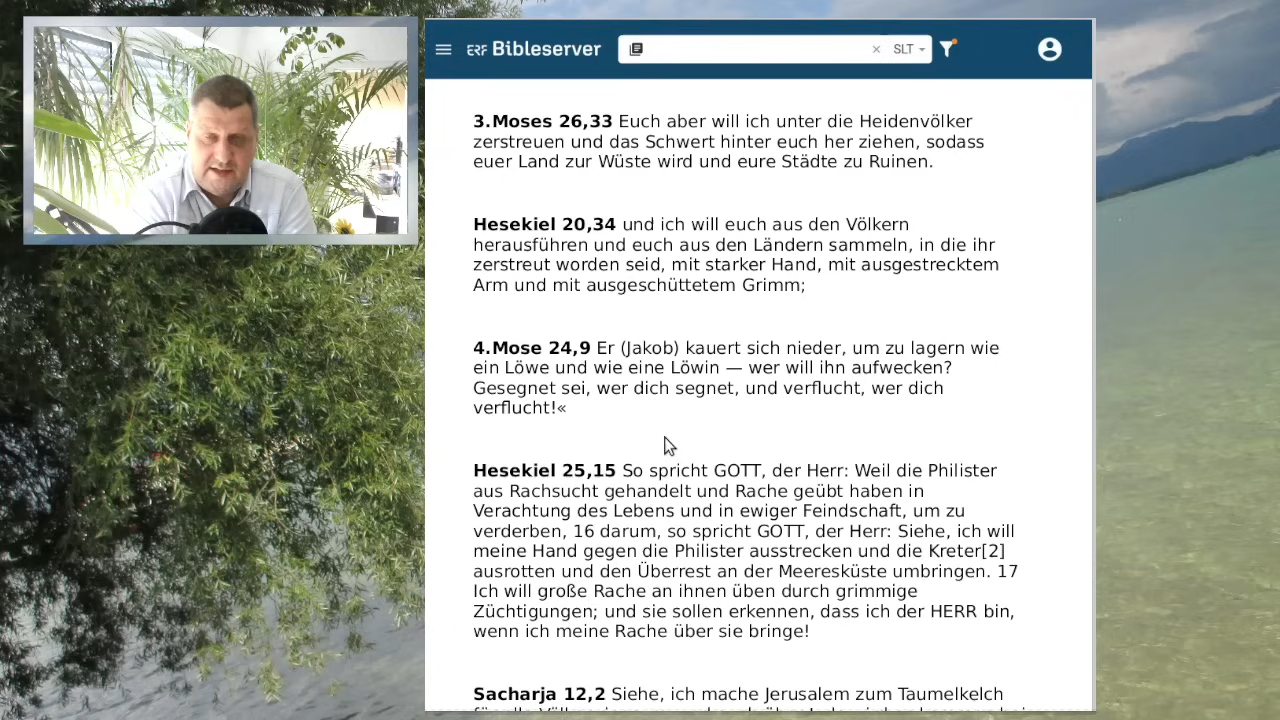 ERF Bibleserver
SLT
3.Moses 26,33 Euch aber will ich unter die Heidenvölker
zerstreuen und das Schwert hinter euch her ziehen, sodass
euer Land zur Wüste wird und eure Städte zu Ruinen.
Hesekiel 20,34 und ich will euch aus den Völkern
herausführen und euch aus den Ländern sammeln, in die ihr
zerstreut worden seid, mit starker Hand, mit ausgestrecktem
Arm und mit ausgeschüttetem Grimm;
4.Mose 24,9 Er (Jakob) kauert sich nieder, um zu lagern wie
ein Löwe und wie eine Löwin — wer will ihn aufwecken?
Gesegnet sei, wer dich segnet, und verflucht, wer dich
verflucht!«
Hesekiel 25,15 So spricht GOTT, der Herr: Weil die Philister
aus Rachsucht gehandelt und Rache geübt haben in
Verachtung des Lebens und in ewiger Feindschaft, um zu
verderben, 16 darum, so spricht GOTT, der Herr: Siehe, ich will
meine Hand gegen die Philister ausstrecken und die Kreter[2]
ausrotten und den Überrest an der Meeresküste umbringen. 17
Ich will große Rache an ihnen üben durch grimmige
Züchtigungen; und sie sollen erkennen, dass ich der HERR bin,
wenn ich meine Rache über sie bringe!
Sacharja 12,2 Siehe, ich mache Jerusalem zum Taumelkelch